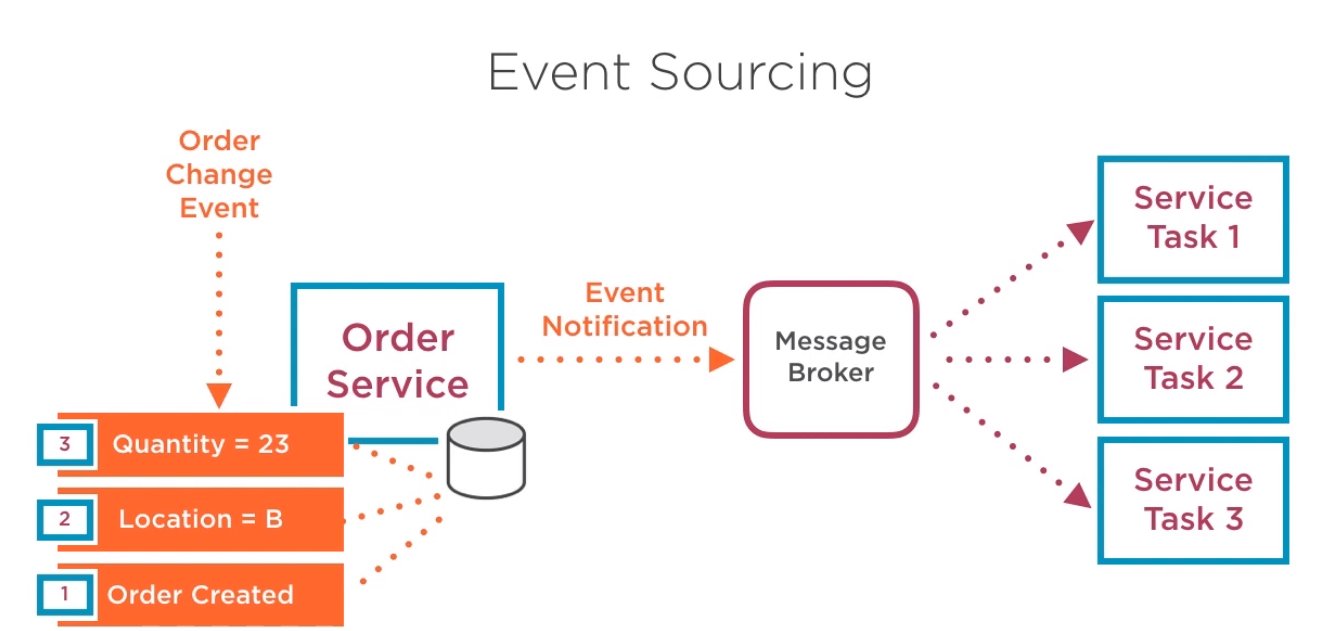 Event Sourcing
Order
Change
Event
Order
Service
Event
Notification
Message
Broker
Service
Task 1
Service
Task 2
Service
Task 3
3 Quantity = 23
2 Location = B
1 Order Created